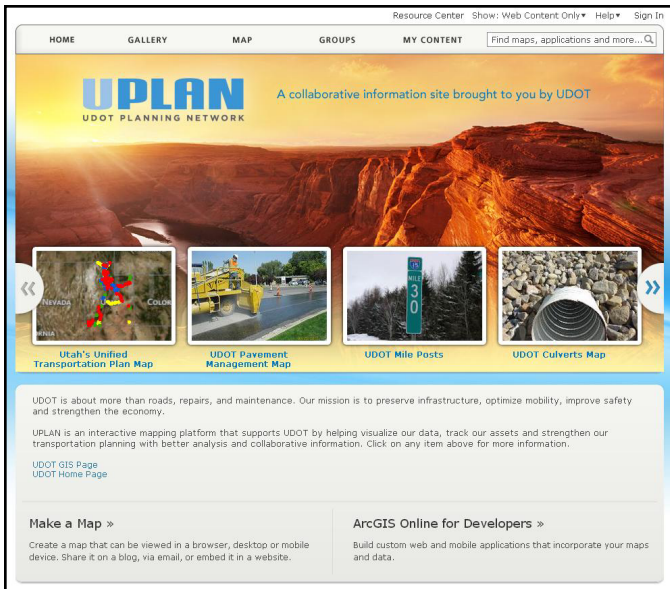 Resource Center Show: Web Content Only▾ Help▾ Sign In
HOME GALLERY MAP GROUPS MY CONTENT Find maps, applications and more...
UPLAN
UDOT PLANNING NETWORK
A collaborative information site brought to you by UDOT
NEVADA COLOR
RNIA
15
MILE
3
0
Utah's Unified
Transportation Plan Map
UDOT Pavement
Management Map
UDOT Mile Posts
UDOT Culverts Map
UDOT is about more than roads, repairs, and maintenance. Our mission is to preserve infrastructure, optimize mobility, improve safety
and strengthen the economy.
UPLAN is an interactive mapping platform that supports UDOT by helping visualize our data, track our assets and strengthen our
transportation planning with better analysis and collaborative information. Click on any item above for more information.
UDOT GIS Page
UDOT Home Page
Make a Map »
Create a map that can be viewed in a browser, desktop or mobile
device. Share it on a blog, via email, or embed it in a website.
ArcGIS Online for Developers »
Build custom web and mobile applications that incorporate your maps
and data.